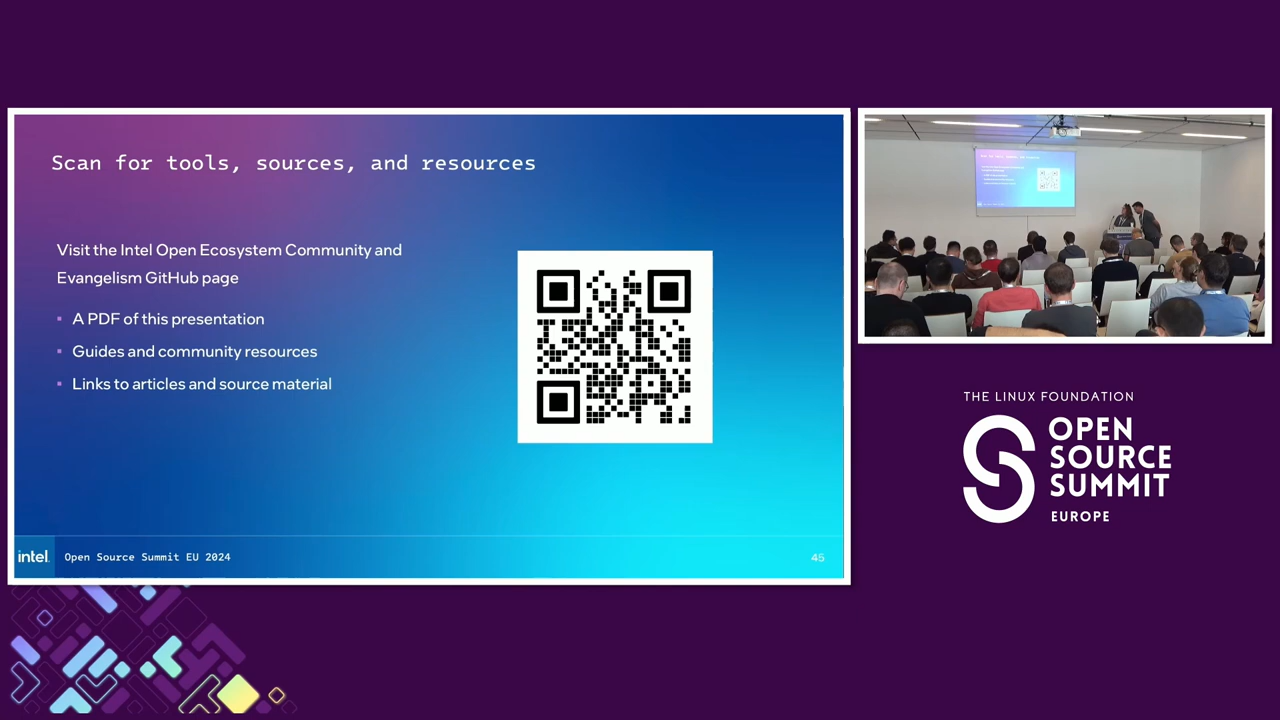 Scan for tools, sources, and resources
Visit the Intel Open Ecosystem Community and
Evangelism GitHub page
▪ A PDF of this presentation
▪ Guides and community resources
▪ Links to articles and source material
intel
Open Source Summit EU 2024
45
THE LINUX FOUNDATION
OPEN
SOURCE
SUMMIT
EUROPE